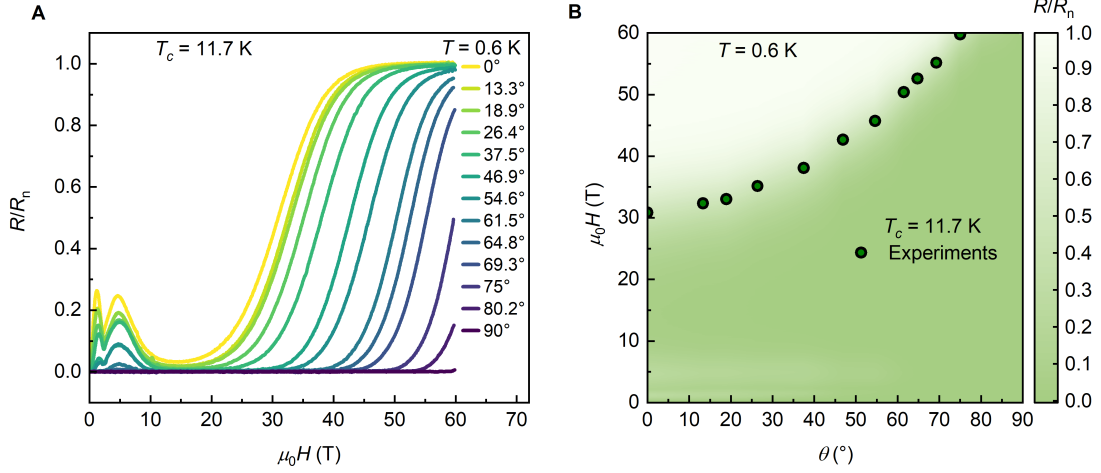 A
T_c = 11.7 K
T = 0.6 K
0°
13.3°
18.9°
26.4°
37.5°
46.9°
54.6°
61.5°
64.8°
69.3°
75°
80.2°
90°
1.0
0.8
0.6
0.4
0.2
0.0
R/R_n
0 10 20 30 40 50 60 70
μ₀H (T)
B
T = 0.6 K
60
50
40
30
20
10
0
μ₀H (T)
T_c = 11.7 K
Experiments
0 10 20 30 40 50 60 70 80 90
θ (°)
R/R_n
1.0
0.9
0.8
0.7
0.6
0.5
0.4
0.3
0.2
0.1
0.0